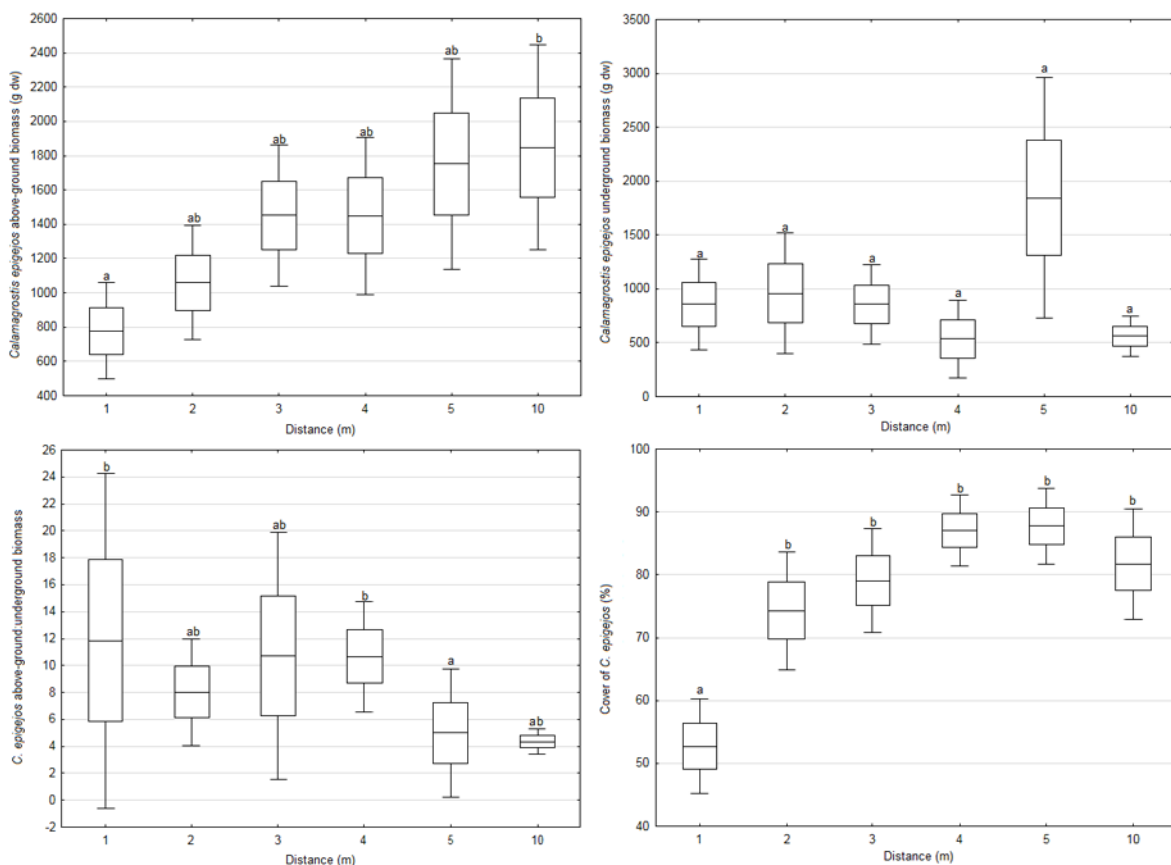 Calamagrostis epigejos above-ground biomass (g dw)
2600
2400
2200
2000
1800
1600
1400
1200
1000
800
600
400
a
ab
ab
ab
ab
b
1 2 3 4 5 10
Distance (m)
Calamagrostis epigejos underground biomass (g dw)
3500
3000
2500
2000
1500
1000
500
0
a
a
a
a
a
a
1 2 3 4 5 10
Distance (m)
C. epigejos above-ground:underground biomass
26
24
22
20
18
16
14
12
10
8
6
4
2
0
-2
b
ab
ab
b
a
ab
1 2 3 4 5 10
Distance (m)
Cover of C. epigejos (%)
100
90
80
70
60
50
40
a
b
b
b
b
b
1 2 3 4 5 10
Distance (m)